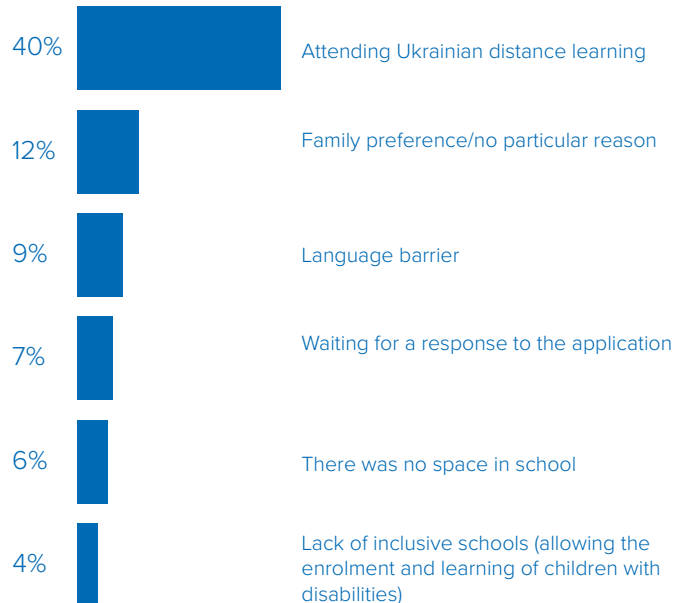 40%
Attending Ukrainian distance learning
12%
Family preference/no particular reason
9%
Language barrier
7%
Waiting for a response to the application
6%
There was no space in school
4%
Lack of inclusive schools (allowing the
enrolment and learning of children with
disabilities)